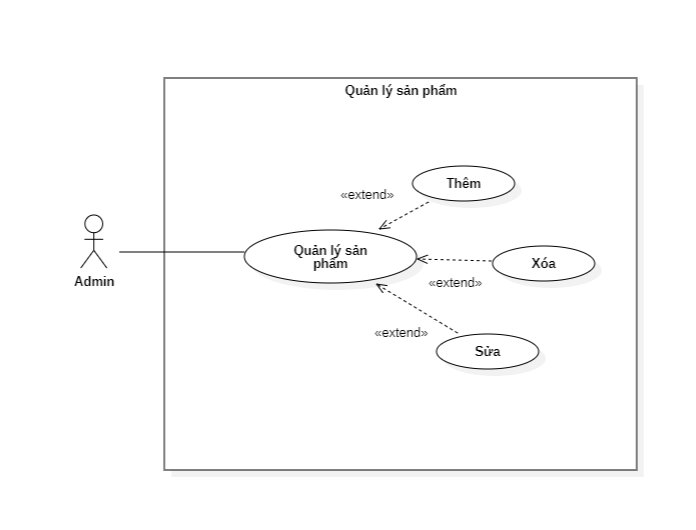 Quản lý sản phẩm
Thêm
«extend»
Quản lý sản
phẩm
Xóa
Admin
«extend»
«extend»
Sửa